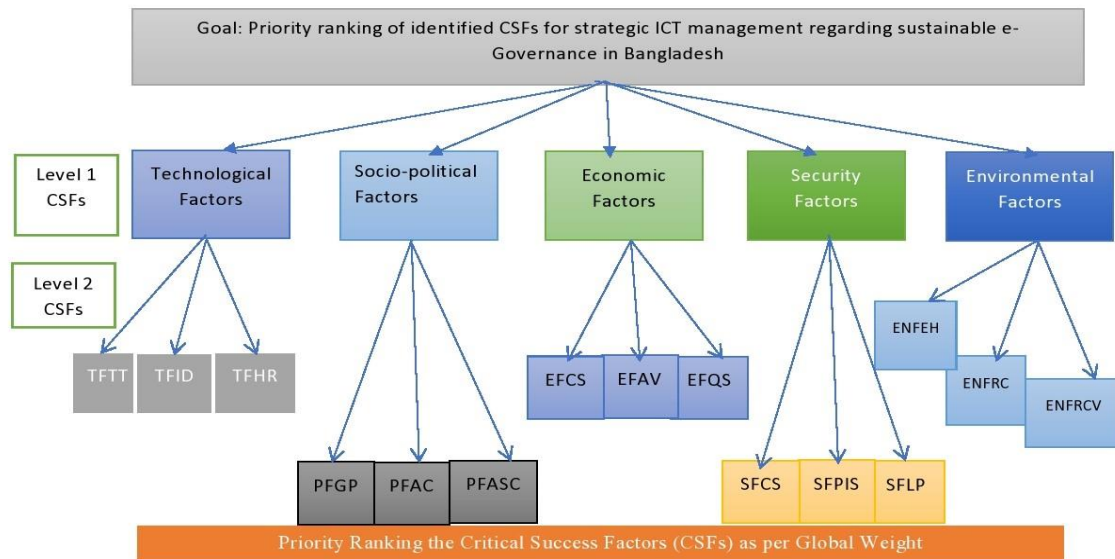 Goal: Priority ranking of identified CSFs for strategic ICT management regarding sustainable e-
Governance in Bangladesh
Level 1
CSFs
Technological
Factors
Socio-political
Factors
Economic
Factors
Security
Factors
Environmental
Factors
Level 2
CSFs
TFTT
TFID
TFHR
EFCS
EFAV
EFQS
ENFEH
ENFRC
ENFRCV
PFGP
PFAC
PFASC
SFCS
SFPIS
SFLP
Priority Ranking the Critical Success Factors (CSFs) as per Global Weight